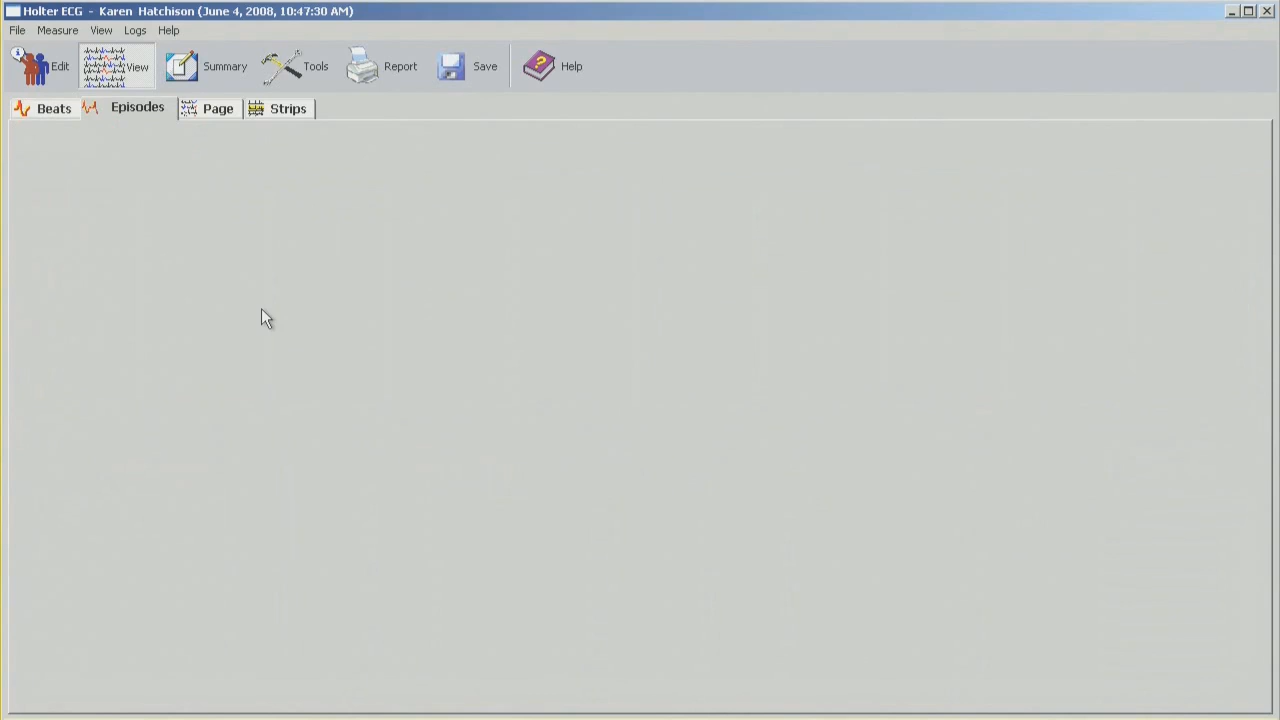 Holter ECG - Karen Hatchison (June 4, 2008, 10:47:30 AM)
File Measure View Logs Help
Edit View Summary Tools Report Save Help
Beats Episodes Page Strips